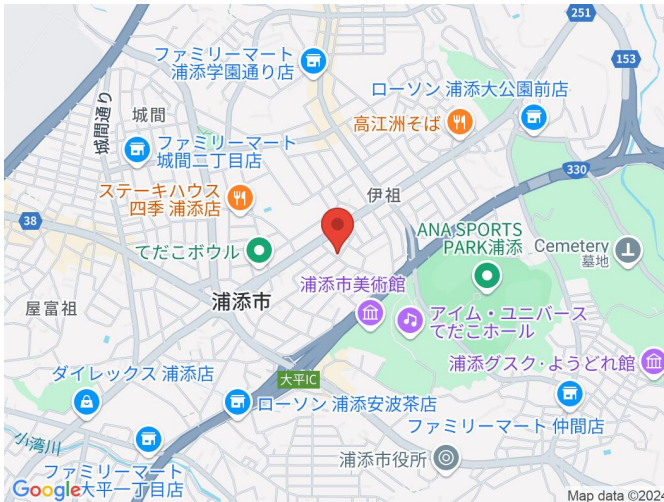 251
153
ファミリーマート
浦添学園通り店
ローソン 浦添大公園前店
城間
城間通り
高江洲そば
ファミリーマート
城間二丁目店
330
伊祖
ステーキハウス
四季 浦添店
38
ANA SPORTS
PARK浦添
Cemetery
墓地
てだこボウル
浦添市美術館
浦添市
屋富祖
アイム・ユニバース
てだこホール
浦添グスク・ようどれ館
ダイレックス 浦添店
大平IC
ローソン 浦添安波茶店
ファミリーマート 仲間店
小湾川
浦添市役所
ファミリーマート
大平一丁目店
Google
Map data ©2024